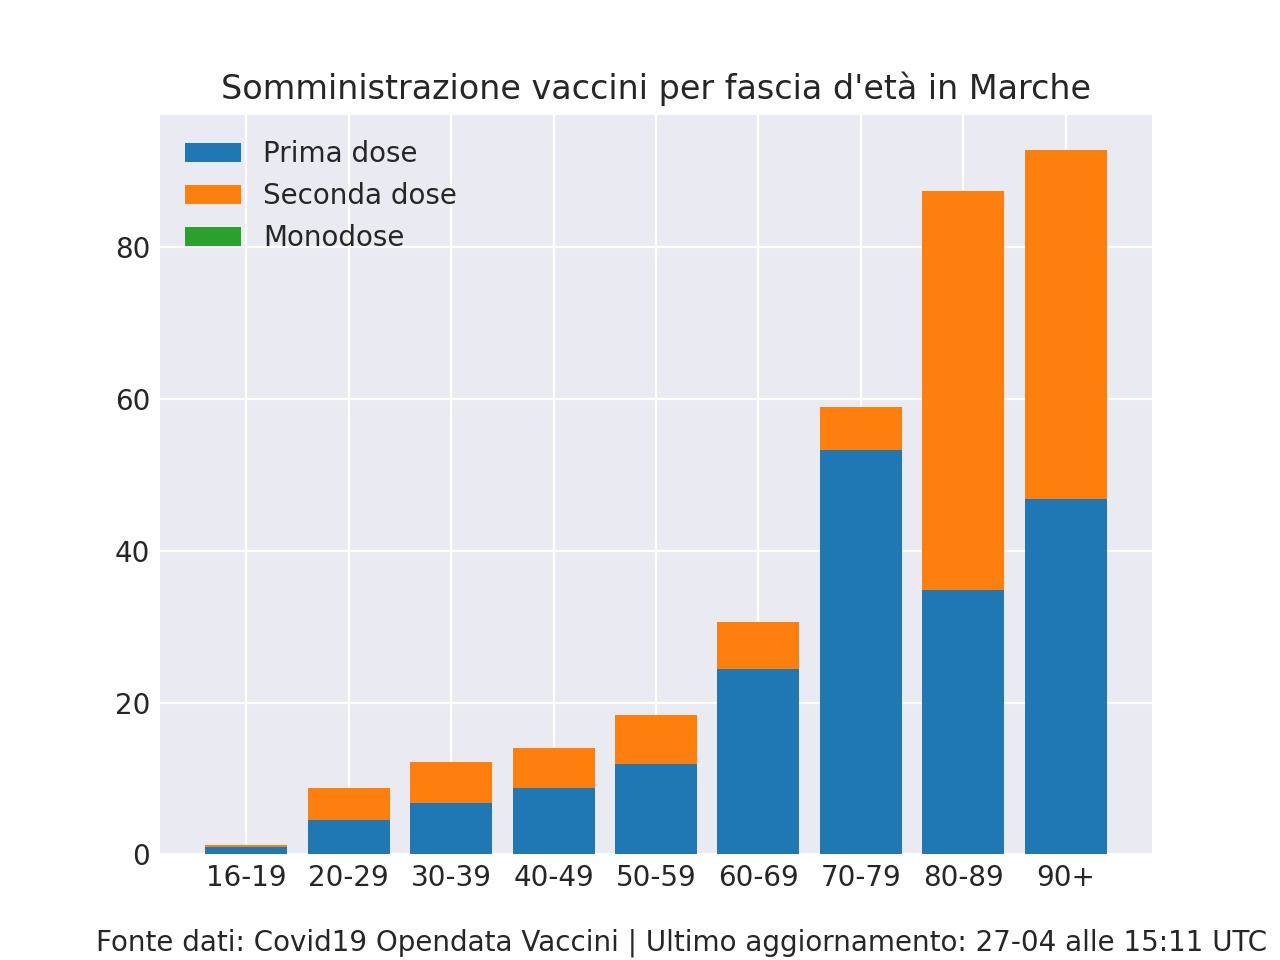 Somministrazione vaccini per fascia d'età in Marche
Prima dose
Seconda dose
Monodose
80
60
40
20
0
16-19 20-29 30-39 40-49 50-59 60-69 70-79 80-89 90+
Fonte dati: Covid19 Opendata Vaccini | Ultimo aggiornamento: 27-04 alle 15:11 UTC